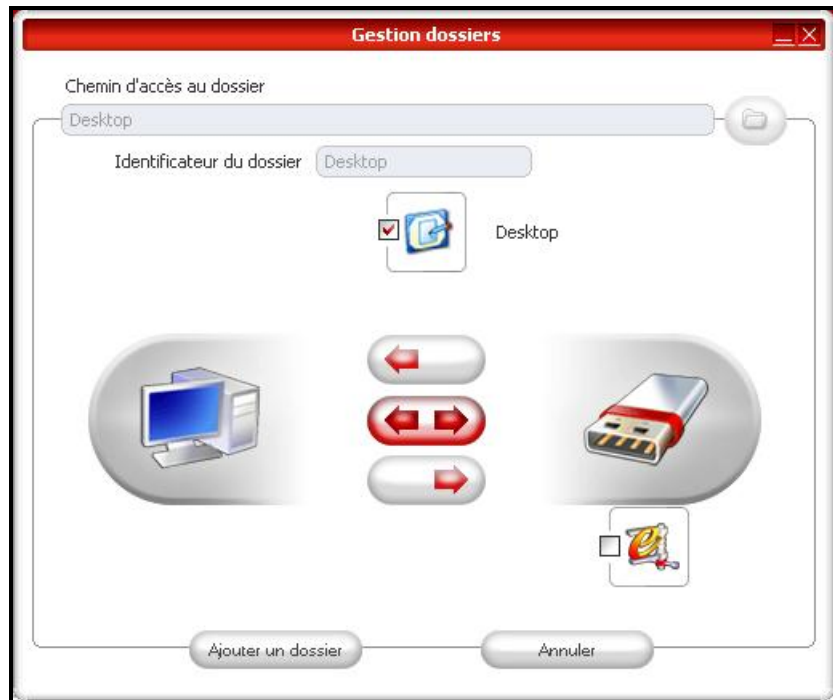 Gestion dossiers
Chemin d'accès au dossier
Desktop
Identificateur du dossier Desktop
Desktop
Ajouter un dossier Annuler